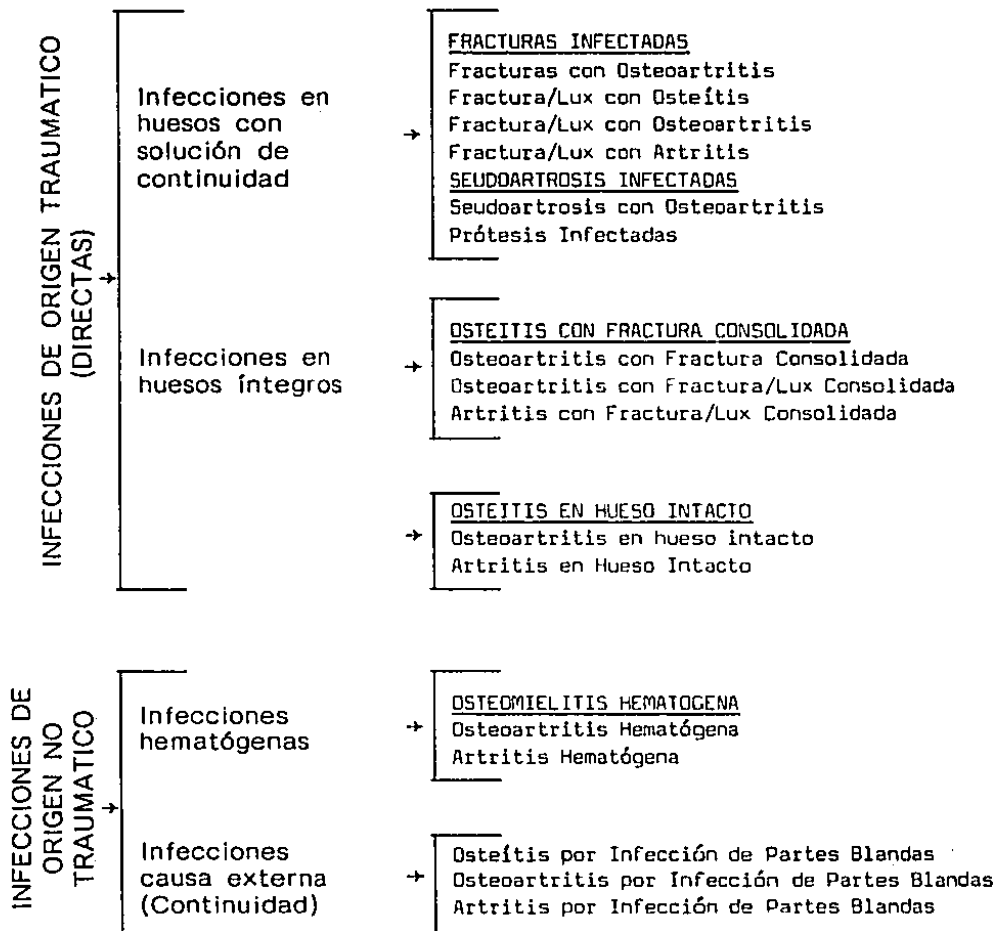 INFECCIONES DE ORIGEN TRAUMATICO
(DIRECTAS)
Infecciones en
huesos con
solución de
continuidad
FRACTURAS INFECTADAS
Fracturas con Osteoartritis
Fractura/Lux con Osteítis
Fractura/Lux con Osteoartritis
Fractura/Lux con Artritis
SEUDOARTROSIS INFECTADAS
Seudoartrosis con Osteoartritis
Prótesis Infectadas
Infecciones en
huesos íntegros
OSTEITIS CON FRACTURA CONSOLIDADA
Osteoartritis con Fractura Consolidada
Osteoartritis con Fractura/Lux Consolidada
Artritis con Fractura/Lux Consolidada
OSTEITIS EN HUESO INTACTO
Osteoartritis en hueso intacto
Artritis en Hueso Intacto
INFECCIONES DE
ORIGEN NO
TRAUMATICO
Infecciones
hematógenas
OSTEOMIELITIS HEMATOGENA
Osteoartritis Hematógena
Artritis Hematógena
Infecciones
causa externa
(Continuidad)
Osteítis por Infección de Partes Blandas
Osteoartritis por Infección de Partes Blandas
Artritis por Infección de Partes Blandas